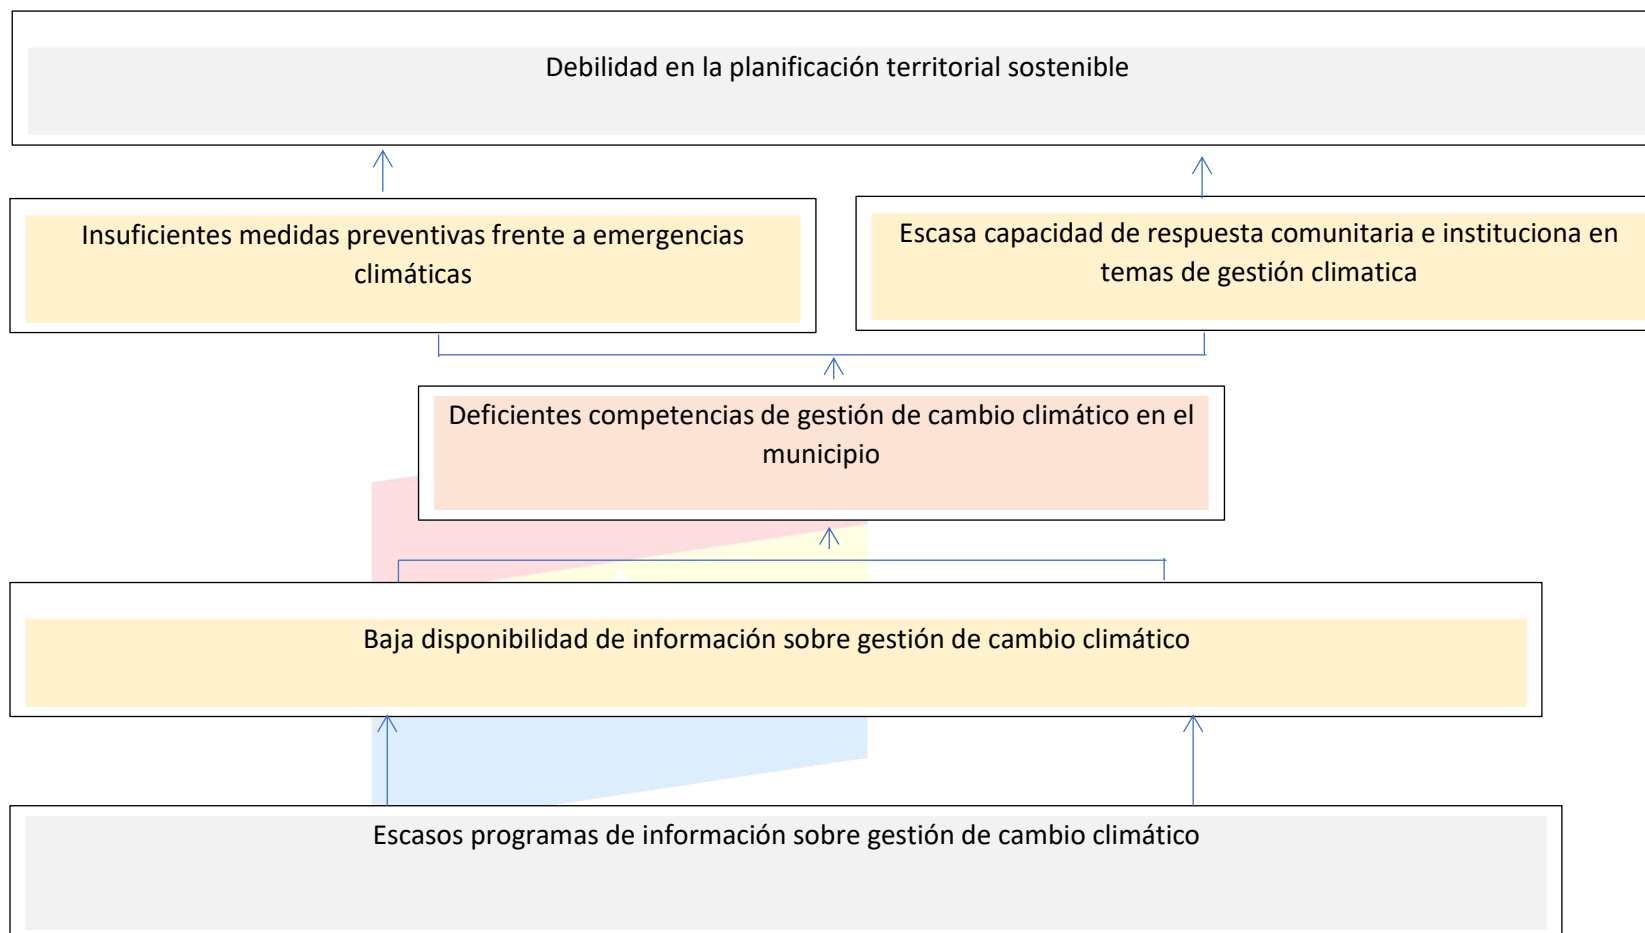 Debilidad en la planificación territorial sostenible
Insuficientes medidas preventivas frente a emergencias
climáticas
Escasa capacidad de respuesta comunitaria e instituciona en
temas de gestión climatica
Deficientes competencias de gestión de cambio climático en el
municipio
Baja disponibilidad de información sobre gestión de cambio climático
Escasos programas de información sobre gestión de cambio climático